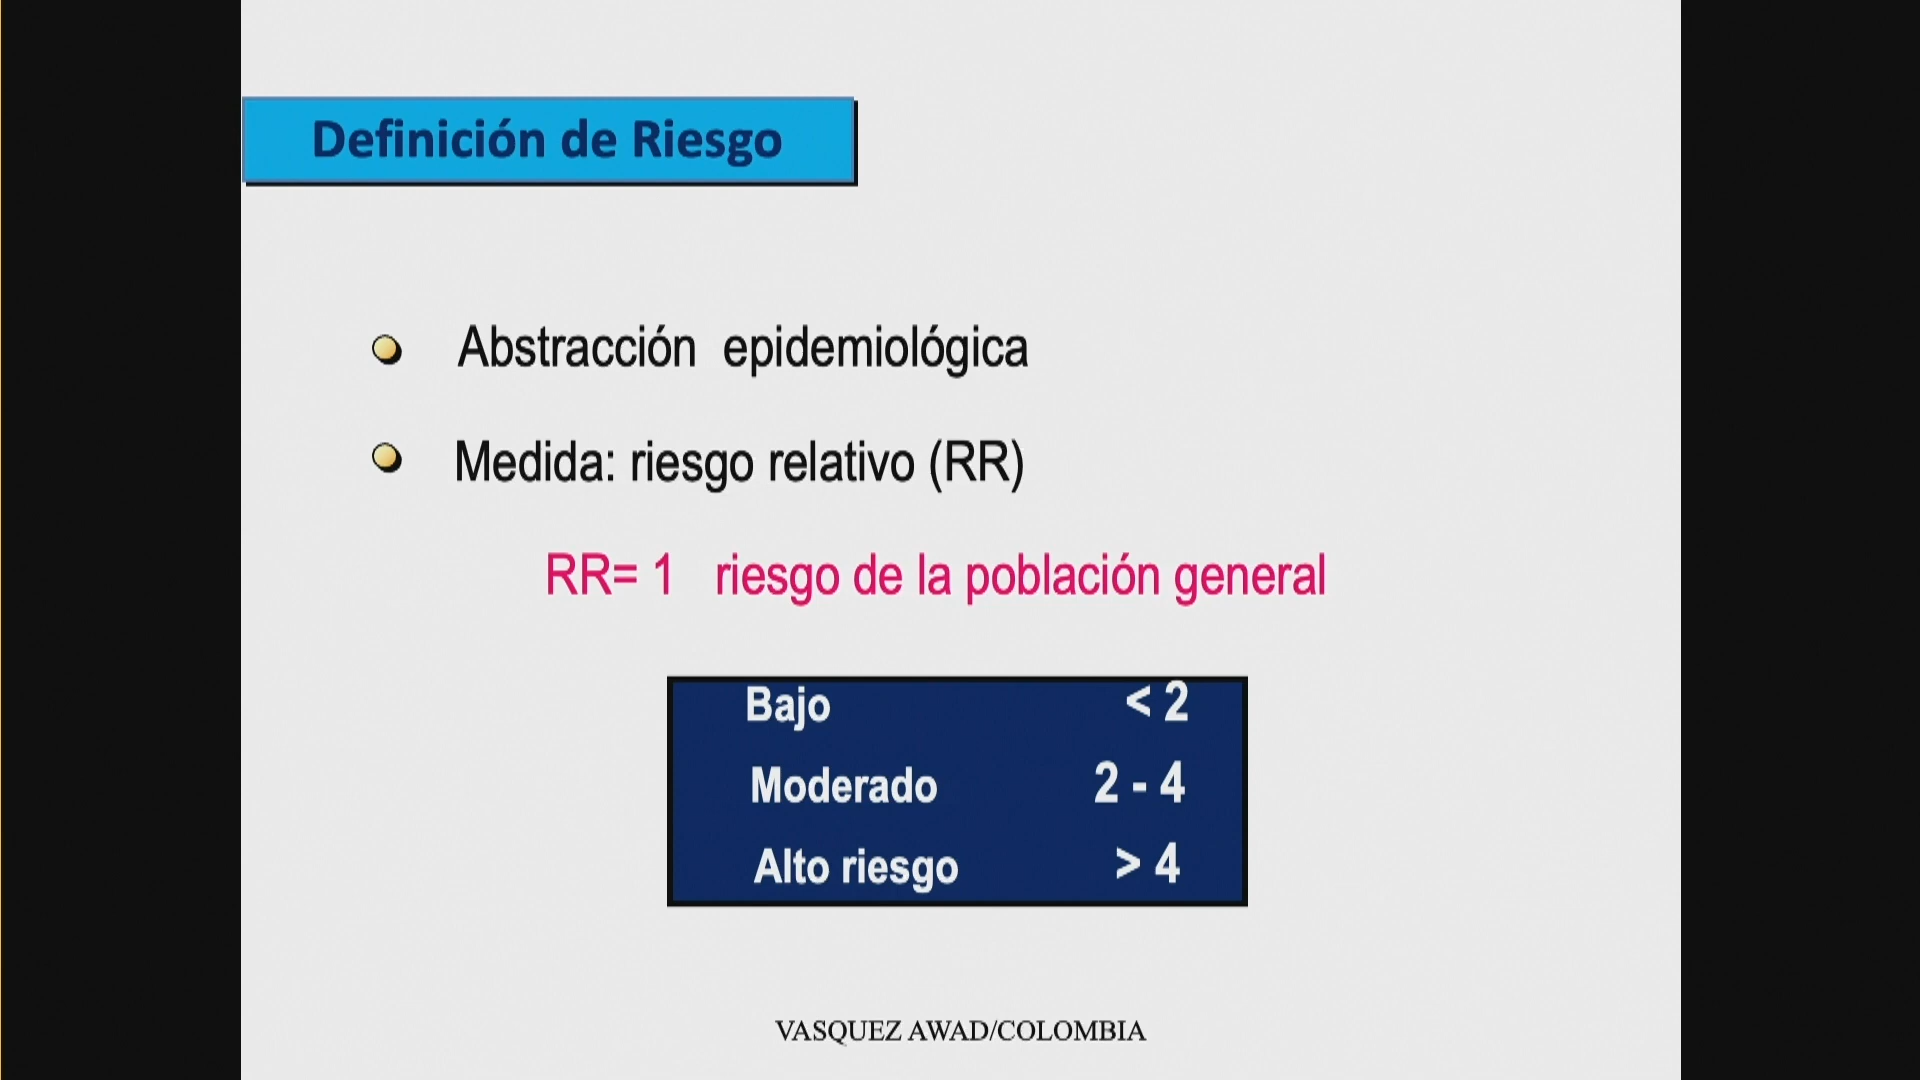 Definición de Riesgo
Abstracción epidemiológica
Medida: riesgo relativo (RR)
RR= 1 riesgo de la población general
Bajo < 2
Moderado 2 - 4
Alto riesgo > 4
VASQUEZ AWAD/COLOMBIA